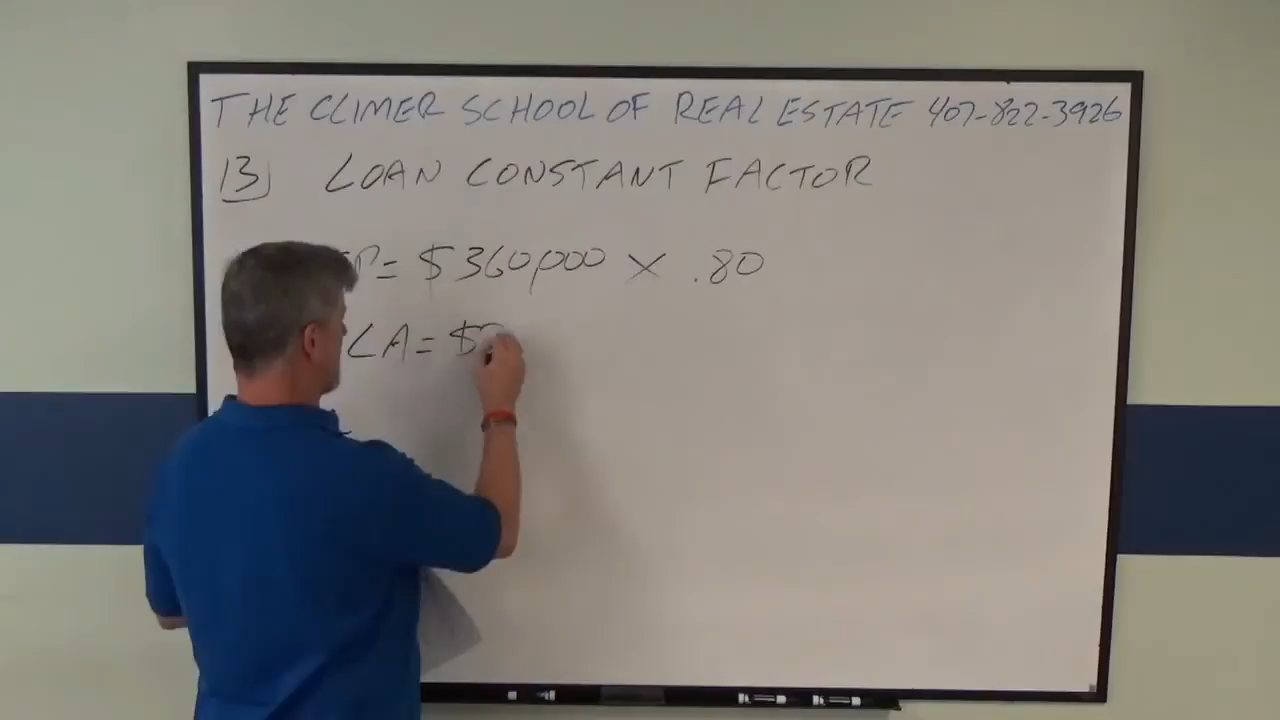 THE CLIMER SCHOOL OF REAL ESTATE 407-822-3926
13) LOAN CONSTANT FACTOR
P= $360,000 X .80
LA= $